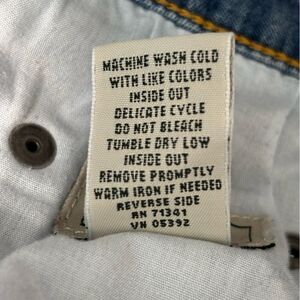 MACHINE WASH COLD
WITH LIKE COLORS
INSIDE OUT
DELICATE CYCLE
DO NOT BLEACH
TUMBLE DRY LOW
INSIDE OUT
REMOVE PROMPTLY
WARM IRON IF NEEDED
REVERSE SIDE
RN 71341
VN 05392